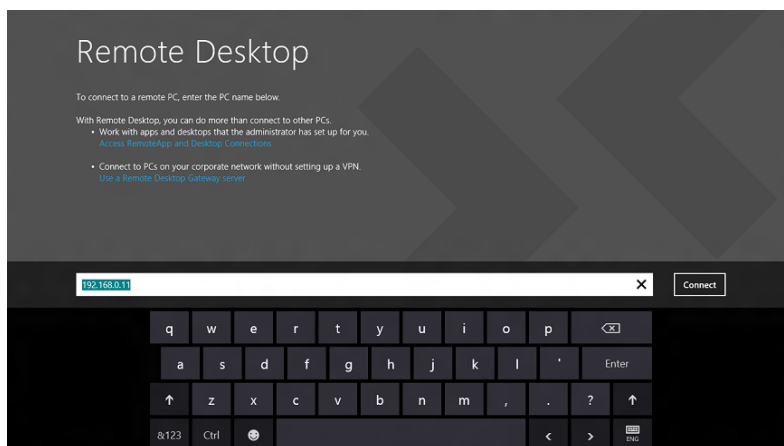 Remote Desktop
To connect to a remote PC, enter the PC name below.
With Remote Desktop, you can do more than connect to other PCs.
• Work with apps and desktops that the administrator has set up for you.
Access RemoteApp and Desktop Connections
• Connect to PCs on your corporate network without setting up a VPN.
Use a Remote Desktop Gateway server
192.168.0.11
Connect
q w e r t y u i o p
a s d f g h j k l ' Enter
z x c v b n m , . ?
&123 Ctrl < > ENG